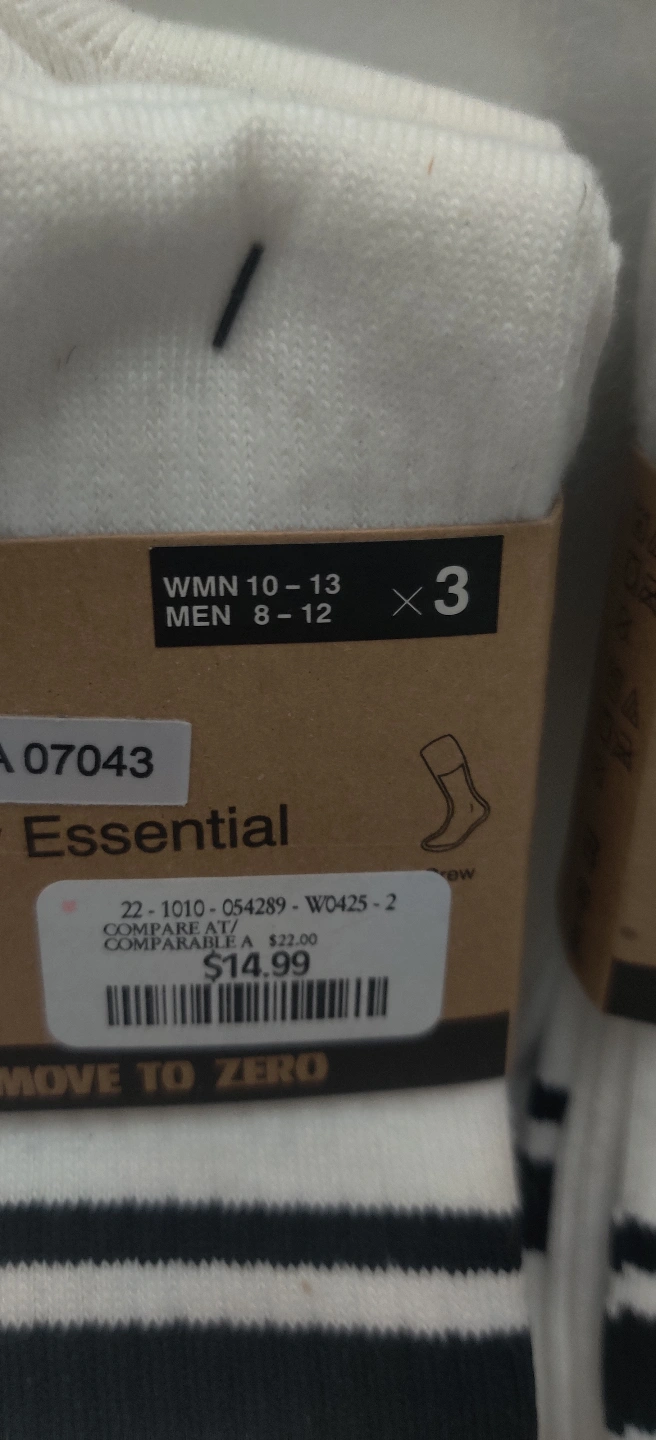 WMN 10 – 13
MEN 8 – 12
×3
A 07043
Essential
22 - 1010 - 054289 - W0425 - 2
COMPARE AT/
COMPARABLE A $22.00
$14.99
MOVE TO ZERO